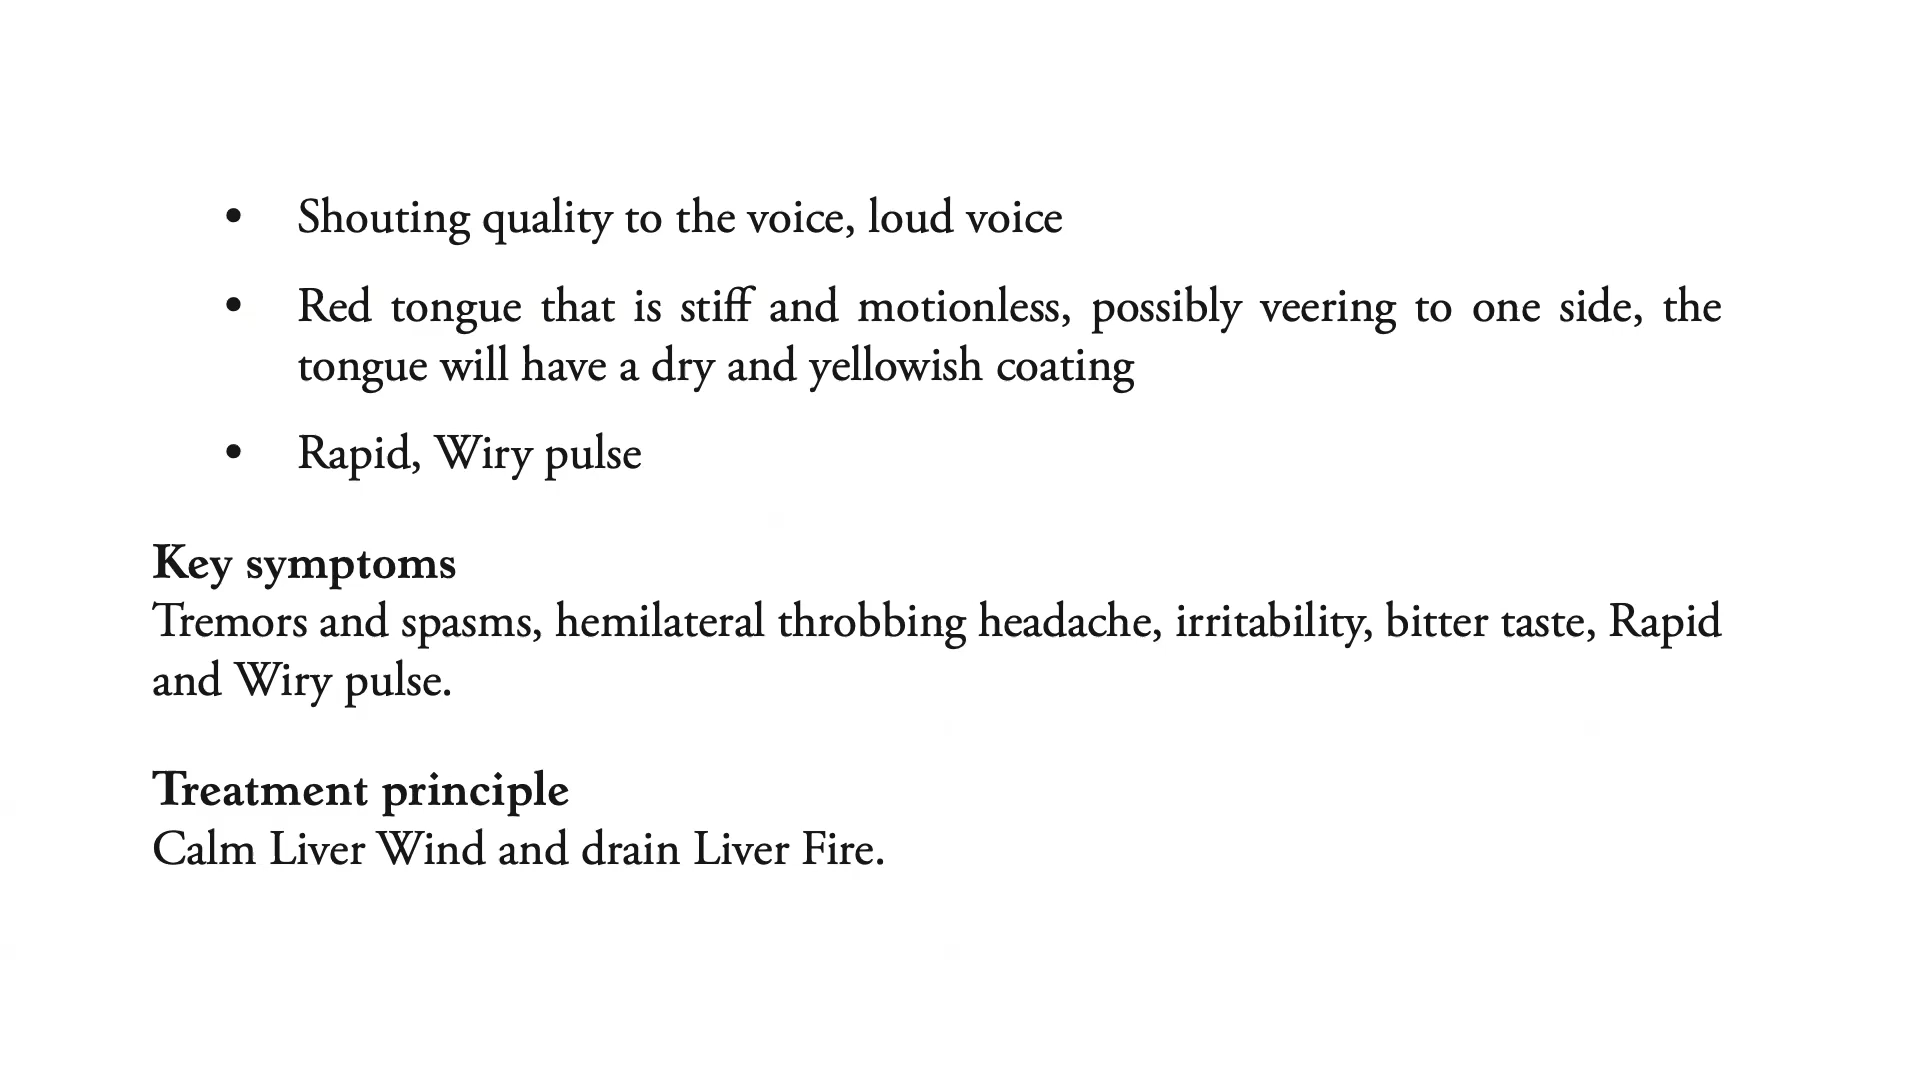 • Shouting quality to the voice, loud voice
• Red tongue that is stiff and motionless, possibly veering to one side, the
tongue will have a dry and yellowish coating
• Rapid, Wiry pulse
Key symptoms
Tremors and spasms, hemilateral throbbing headache, irritability, bitter taste, Rapid
and Wiry pulse.
Treatment principle
Calm Liver Wind and drain Liver Fire.